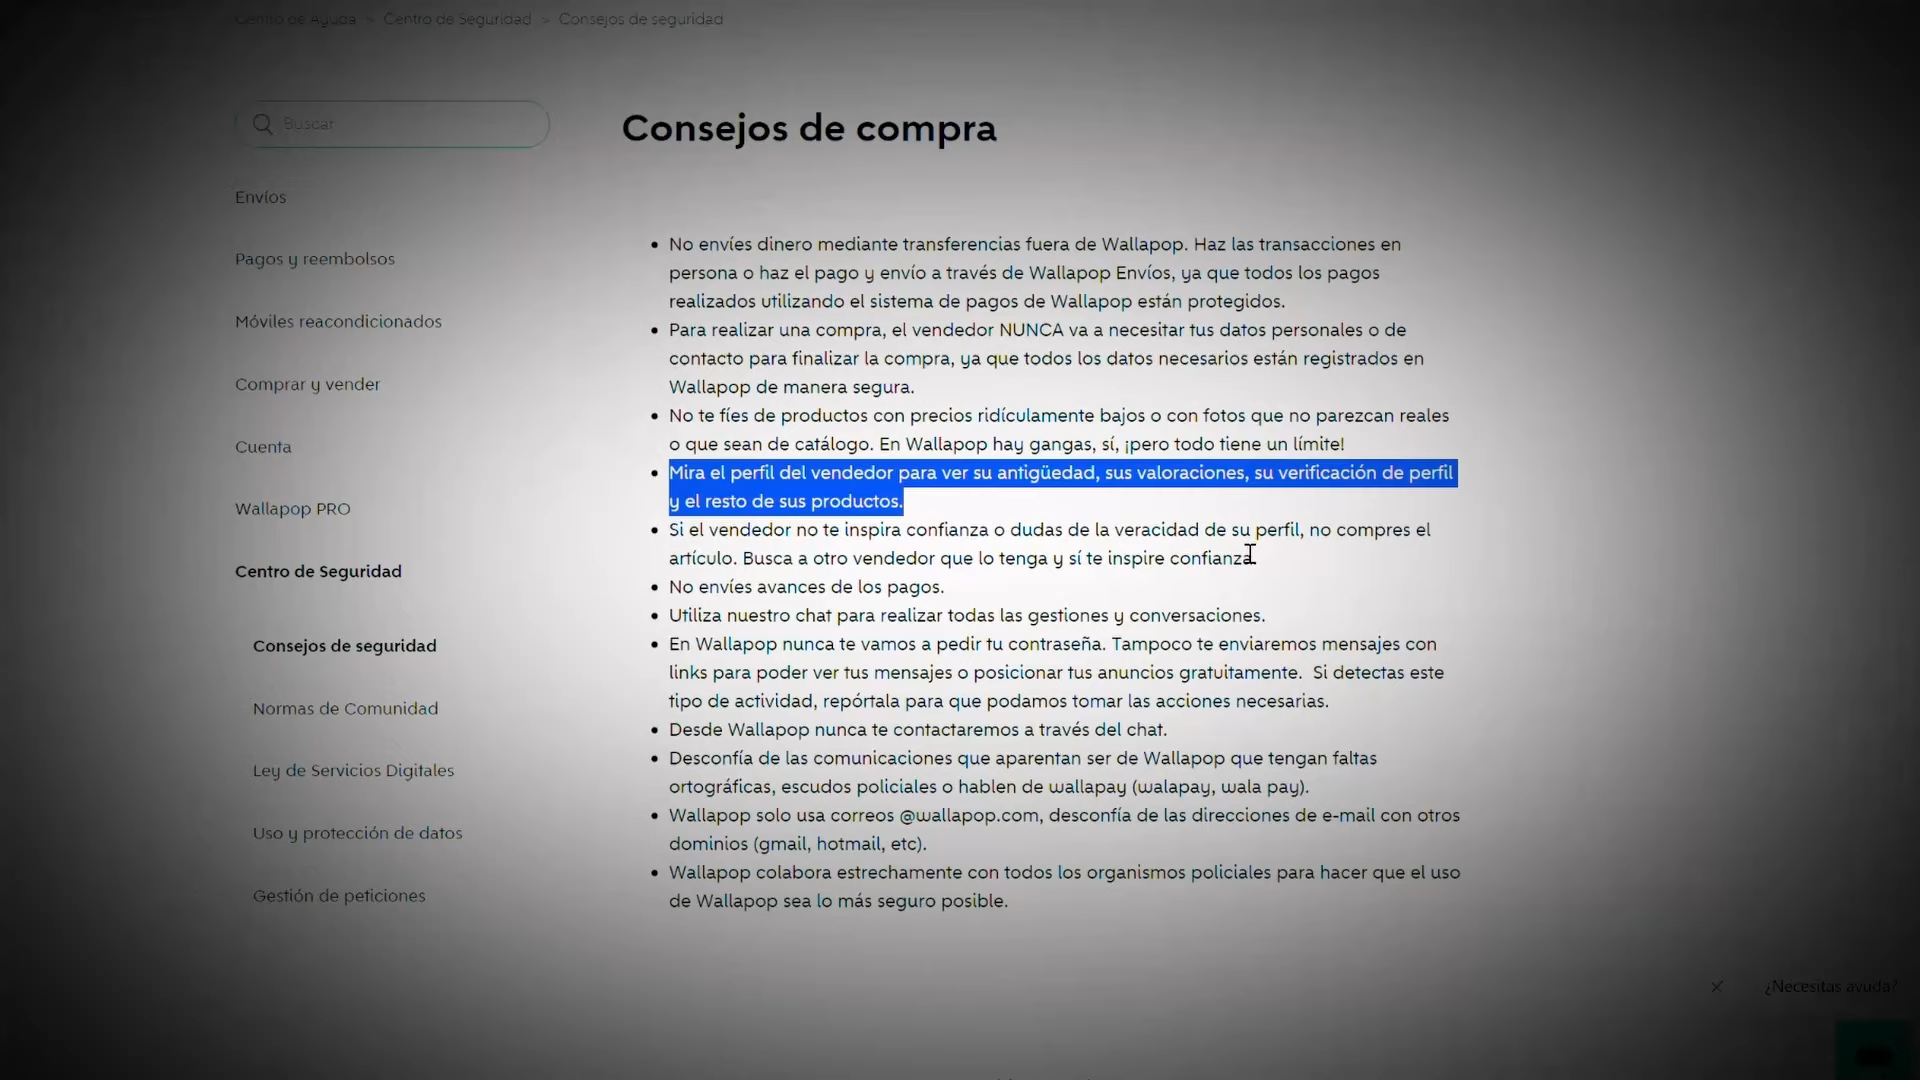 Centro de Ayuda > Centro de Seguridad > Consejos de seguridad
Buscar
Consejos de compra
Envíos
Pagos y reembolsos
Móviles reacondicionados
Comprar y vender
Cuenta
Wallapop PRO
Centro de Seguridad
Consejos de seguridad
Normas de Comunidad
Ley de Servicios Digitales
Uso y protección de datos
Gestión de peticiones
• No envíes dinero mediante transferencias fuera de Wallapop. Haz las transacciones en
persona o haz el pago y envío a través de Wallapop Envíos, ya que todos los pagos
realizados utilizando el sistema de pagos de Wallapop están protegidos.
• Para realizar una compra, el vendedor NUNCA va a necesitar tus datos personales o de
contacto para finalizar la compra, ya que todos los datos necesarios están registrados en
Wallapop de manera segura.
• No te fíes de productos con precios ridículamente bajos o con fotos que no parezcan reales
o que sean de catálogo. En Wallapop hay gangas, sí, ¡pero todo tiene un límite!
• Mira el perfil del vendedor para ver su antigüedad, sus valoraciones, su verificación de perfil
y el resto de sus productos.
• Si el vendedor no te inspira confianza o dudas de la veracidad de su perfil, no compres el
artículo. Busca a otro vendedor que lo tenga y sí te inspire confianza.
• No envíes avances de los pagos.
• Utiliza nuestro chat para realizar todas las gestiones y conversaciones.
• En Wallapop nunca te vamos a pedir tu contraseña. Tampoco te enviaremos mensajes con
links para poder ver tus mensajes o posicionar tus anuncios gratuitamente. Si detectas este
tipo de actividad, repórtala para que podamos tomar las acciones necesarias.
• Desde Wallapop nunca te contactaremos a través del chat.
• Desconfía de las comunicaciones que aparentan ser de Wallapop que tengan faltas
ortográficas, escudos policiales o hablen de wallapay (walapay, wala pay).
• Wallapop solo usa correos @wallapop.com, desconfía de las direcciones de e-mail con otros
dominios (gmail, hotmail, etc).
• Wallapop colabora estrechamente con todos los organismos policiales para hacer que el uso
de Wallapop sea lo más seguro posible.
¿Necesitas ayuda?